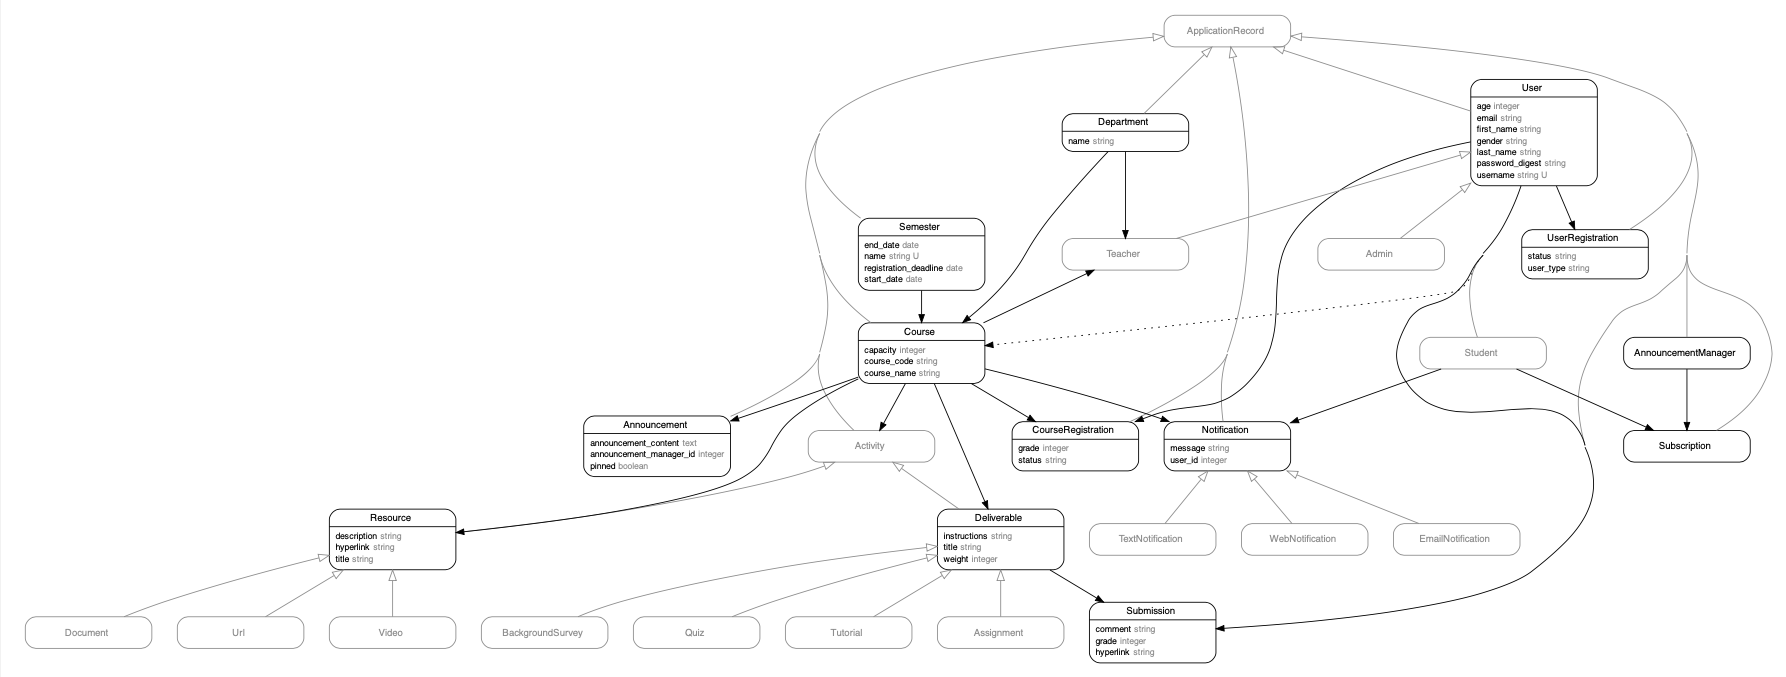 ApplicationRecord
User
age integer
email string
first_name string
gender string
last_name string
password_digest string
username string U
Department
name string
Semester
end_date date
name string U
registration_deadline date
start_date date
Teacher
Admin
UserRegistration
status string
user_type string
Course
capacity integer
course_code string
course_name string
Student
AnnouncementManager
Announcement
announcement_content text
announcement_manager_id integer
pinned boolean
Activity
CourseRegistration
grade integer
status string
Notification
message string
user_id integer
Subscription
Resource
description string
hyperlink string
title string
Deliverable
instructions string
title string
weight integer
TextNotification
WebNotification
EmailNotification
Document
Url
Video
BackgroundSurvey
Quiz
Tutorial
Assignment
Submission
comment string
grade integer
hyperlink string